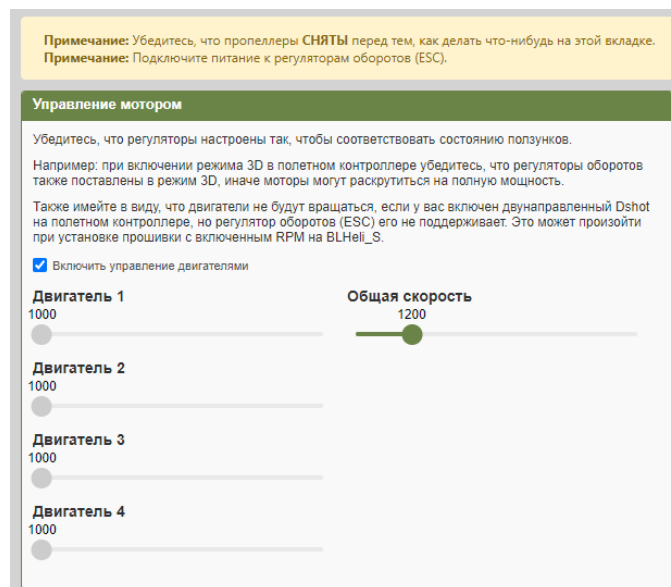 Примечание: Убедитесь, что пропеллеры СНЯТЫ перед тем, как делать что-нибудь на этой вкладке.
Примечание: Подключите питание к регуляторам оборотов (ESC).
Управление мотором
Убедитесь, что регуляторы настроены так, чтобы соответствовать состоянию ползунков.
Например: при включении режима 3D в полетном контроллере убедитесь, что регуляторы оборотов
также поставлены в режим 3D, иначе моторы могут раскрутиться на полную мощность.
Также имейте в виду, что двигатели не будут вращаться, если у вас включен двунаправленный Dshot
на полетном контроллере, но регулятор оборотов (ESC) его не поддерживает. Это может произойти
при установке прошивки с включенным RPM на BLHeli_S.
Включить управление двигателями
Двигатель 1
1000
Общая скорость
1200
Двигатель 2
1000
Двигатель 3
1000
Двигатель 4
1000